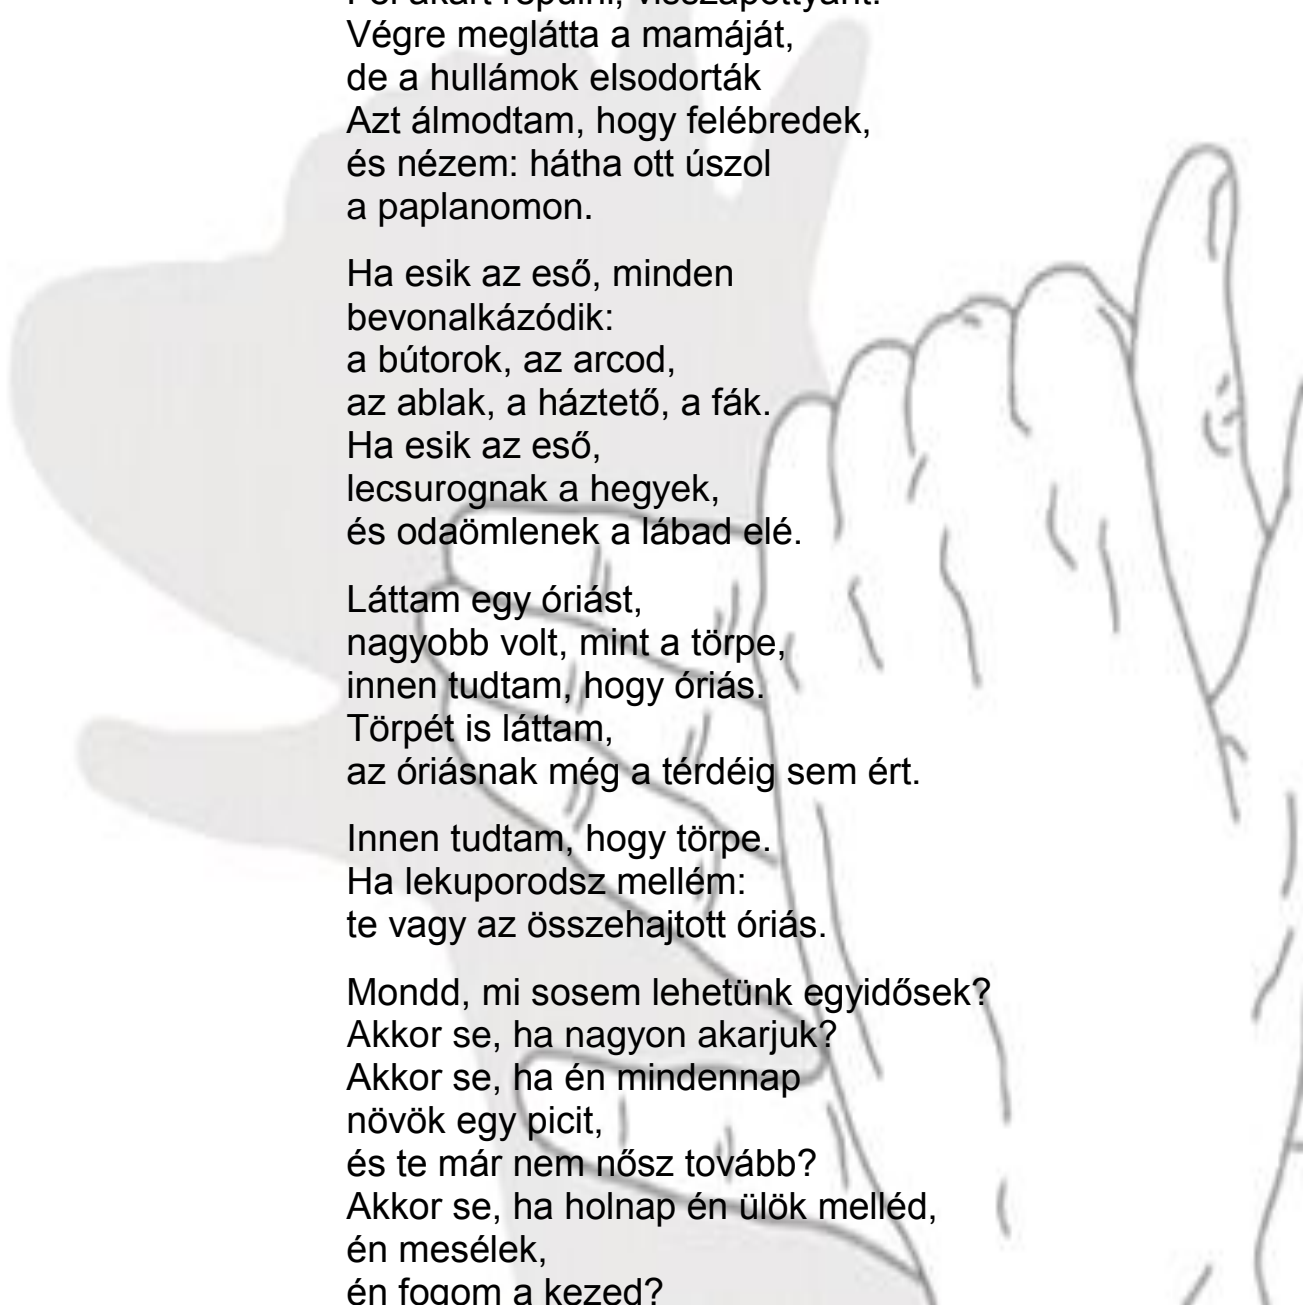 Fel akart repülni, visszapottyant.
Végre meglátta a mamáját,
de a hullámok elsodorták
Azt álmodtam, hogy felébredek,
és nézem: hátha ott úszol
a paplanomon.
Ha esik az eső, minden
bevonalkázódik:
a bútorok, az arcod,
az ablak, a háztető, a fák.
Ha esik az eső,
lecsurognak a hegyek,
és odaömlenek a lábad elé.
Láttam egy óriást,
nagyobb volt, mint a törpe,
innen tudtam, hogy óriás.
Törpét is láttam,
az óriásnak még a térdéig sem ért.
Innen tudtam, hogy törpe.
Ha lekuporodsz mellém:
te vagy az összehajtott óriás.
Mondd, mi sosem lehetünk egyidősek?
Akkor se, ha nagyon akarjuk?
Akkor se, ha én mindennap
növök egy picit,
és te már nem nősz tovább?
Akkor se, ha holnap én ülök melléd,
én mesélek,
én fogom a kezed?